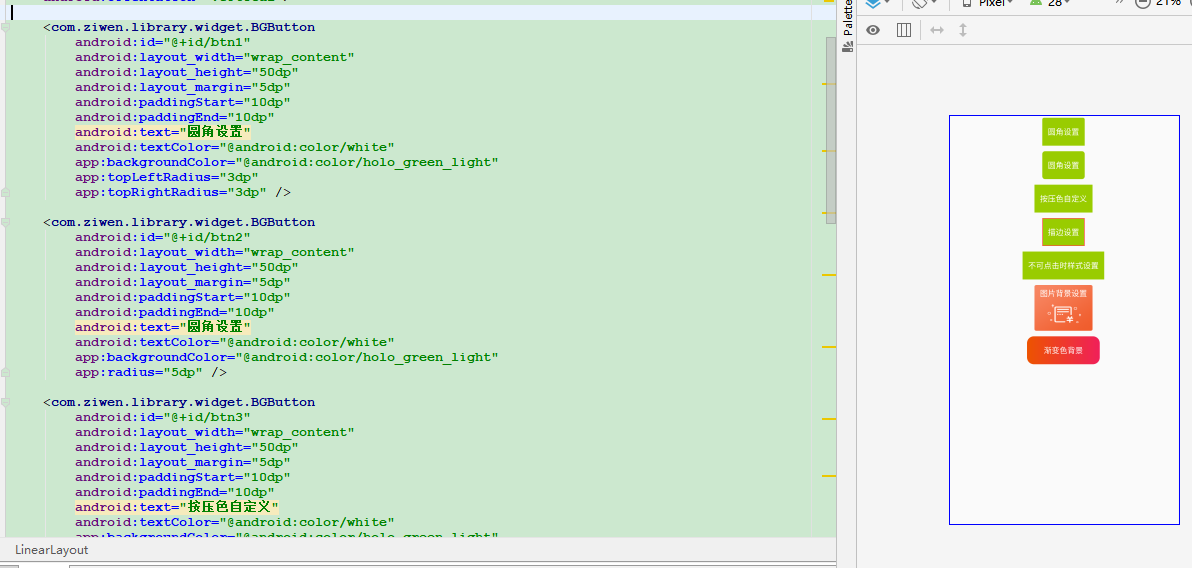 <com.ziwen.library.widget.BGButton
android:id="@+id/btn1"
android:layout_width="wrap_content"
android:layout_height="50dp"
android:layout_margin="5dp"
android:paddingStart="10dp"
android:paddingEnd="10dp"
android:text="圆角设置"
android:textColor="@android:color/white"
app:backgroundColor="@android:color/holo_green_light"
app:topLeftRadius="3dp"
app:topRightRadius="3dp" />
<com.ziwen.library.widget.BGButton
android:id="@+id/btn2"
android:layout_width="wrap_content"
android:layout_height="50dp"
android:layout_margin="5dp"
android:paddingStart="10dp"
android:paddingEnd="10dp"
android:text="圆角设置"
android:textColor="@android:color/white"
app:backgroundColor="@android:color/holo_green_light"
app:radius="5dp" />
<com.ziwen.library.widget.BGButton
android:id="@+id/btn3"
android:layout_width="wrap_content"
android:layout_height="50dp"
android:layout_margin="5dp"
android:paddingStart="10dp"
android:paddingEnd="10dp"
android:text="按压色自定义"
android:textColor="@android:color/white"
app:backgroundColor="@android:color/holo_green_light"
LinearLayout
Palette
Pixel
28
21%
圆角设置
圆角设置
按压色自定义
描边设置
不可点击时样式设置
图片背景设置
渐变色背景